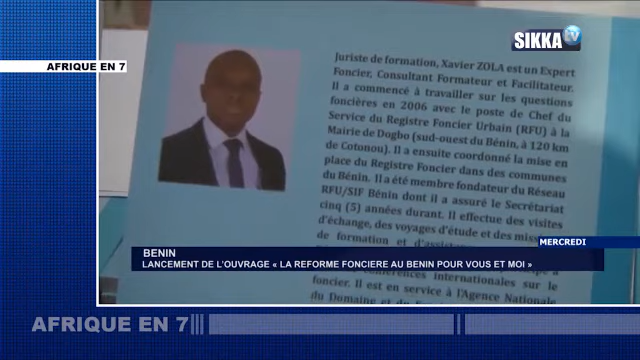 SIKKA TV
AFRIQUE EN 7
Juriste de formation, Xavier ZOLA est un Expert
Foncier, Consultant Formateur et Facilitateur.
Il a commencé à travailler sur les questions
foncières en 2006 avec le poste de Chef du
Service du Registre Foncier Urbain (RFU) à la
Mairie de Dogbo (sud-ouest du Bénin, à 120 km
de Cotonou). Il a ensuite coordonné la mise en
place du Registre Foncier dans des communes
du Bénin. Il a été membre fondateur du Réseau
RFU/SIF Bénin dont il a assuré le Secrétariat
cinq (5) années durant. Il effectue des visites
d'échange, des voyages d'étude et des
de formation et
MERCREDI
BENIN
LANCEMENT DE L'OUVRAGE « LA REFORME FONCIERE AU BENIN POUR VOUS ET MOI »
internationales sur le
foncier. Il est en service à l'Agence Nationale
du Domaine et du
AFRIQUE EN 7